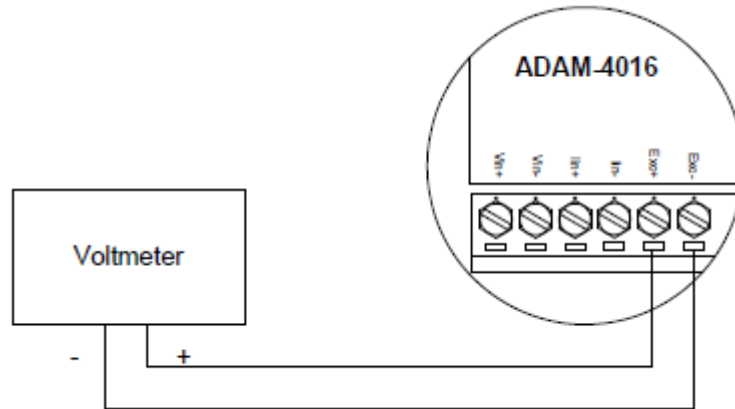 ADAM-4016
Vin+ Vin- Iin+ Iin- Exc+ Exc-
Voltmeter
- +